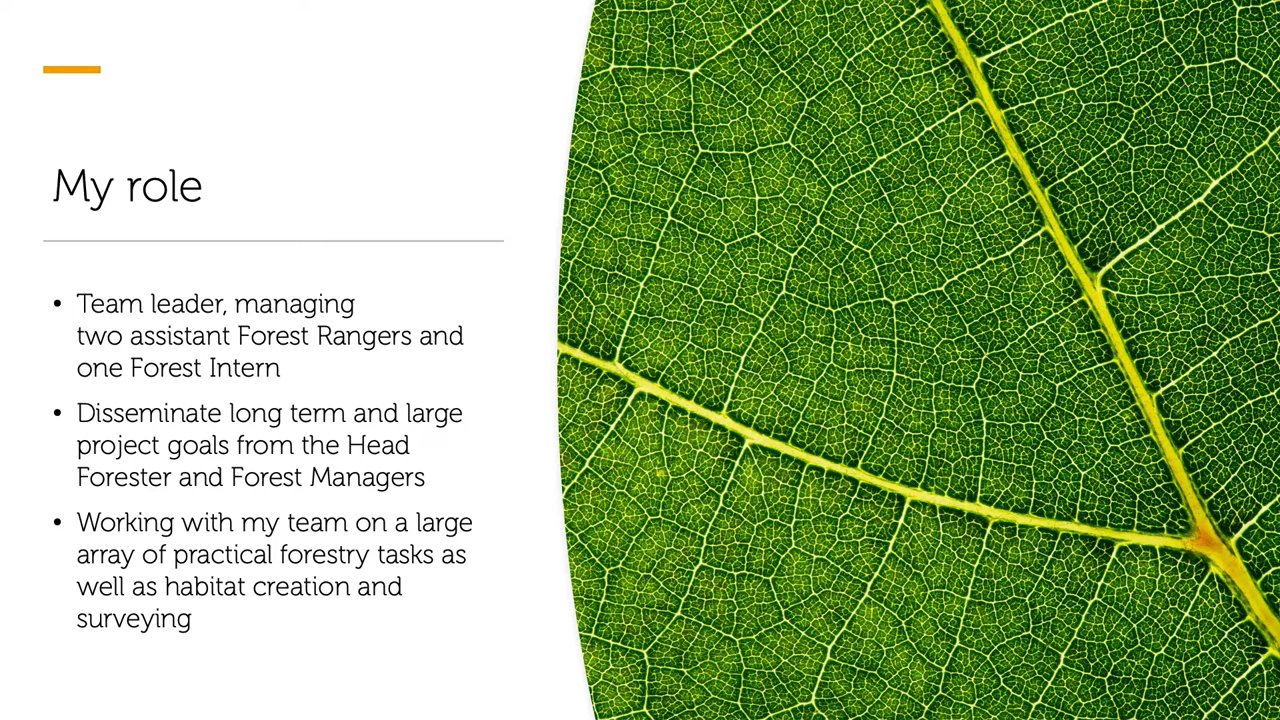 My role
• Team leader, managing
two assistant Forest Rangers and
one Forest Intern
• Disseminate long term and large
project goals from the Head
Forester and Forest Managers
• Working with my team on a large
array of practical forestry tasks as
well as habitat creation and
surveying